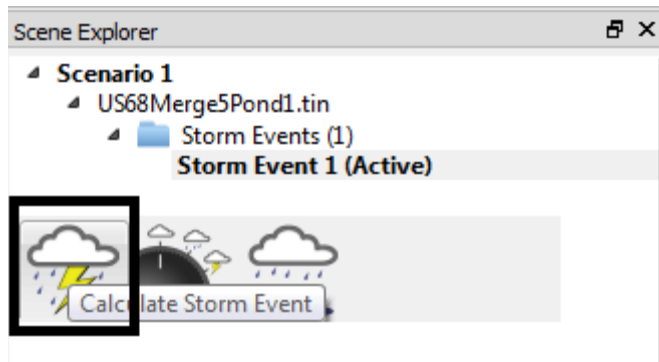 Scene Explorer
Scenario 1
US68Merge5Pond1.tin
Storm Events (1)
Storm Event 1 (Active)
Calculate Storm Event